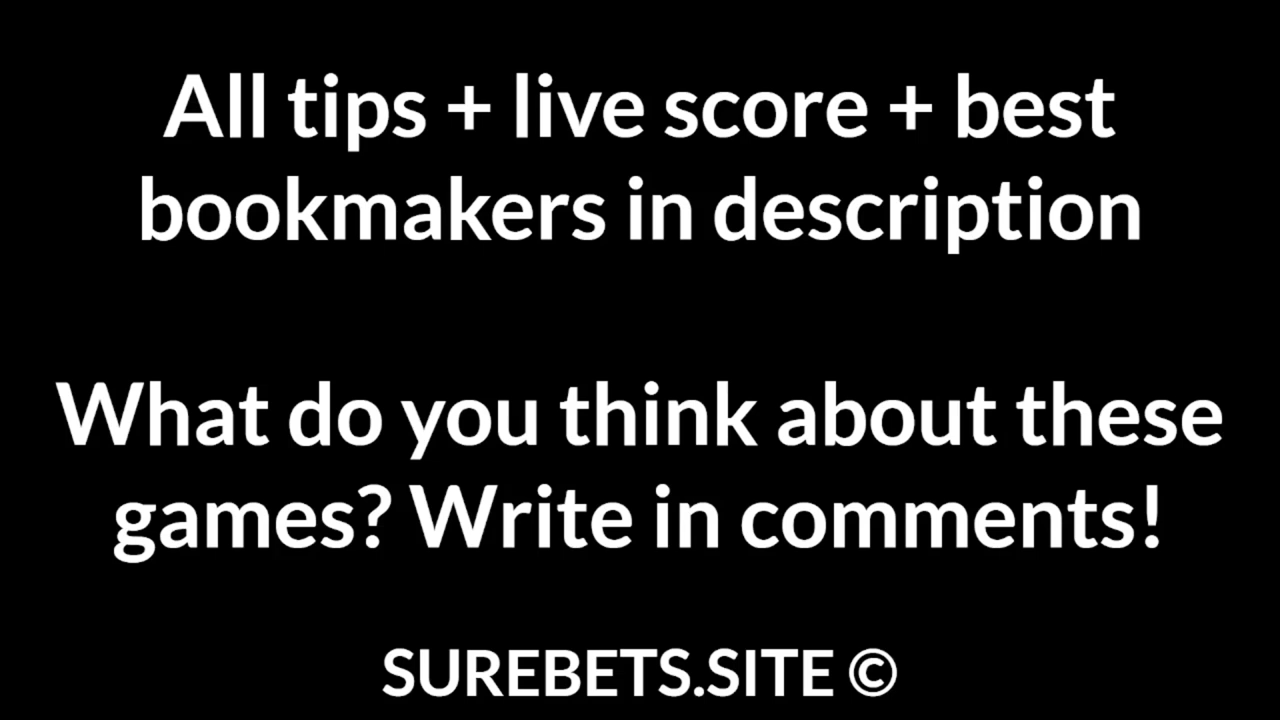 All tips + live score + best
bookmakers in description
What do you think about these
games? Write in comments!
SUREBETS.SITE ©